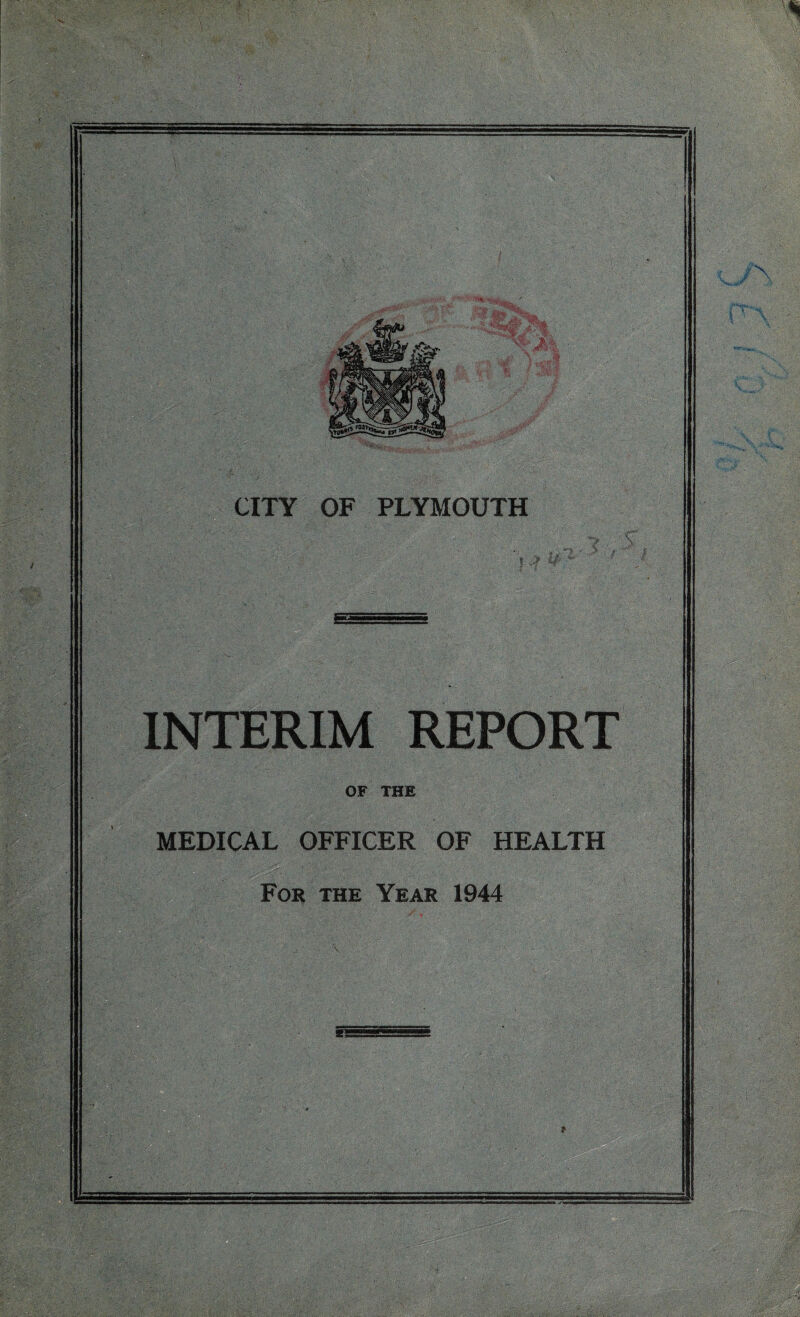 CITY OF PLYMOUTH
INTERIM REPORT
OF THE
MEDICAL OFFICER OF HEALTH
FOR THE YEAR 1944